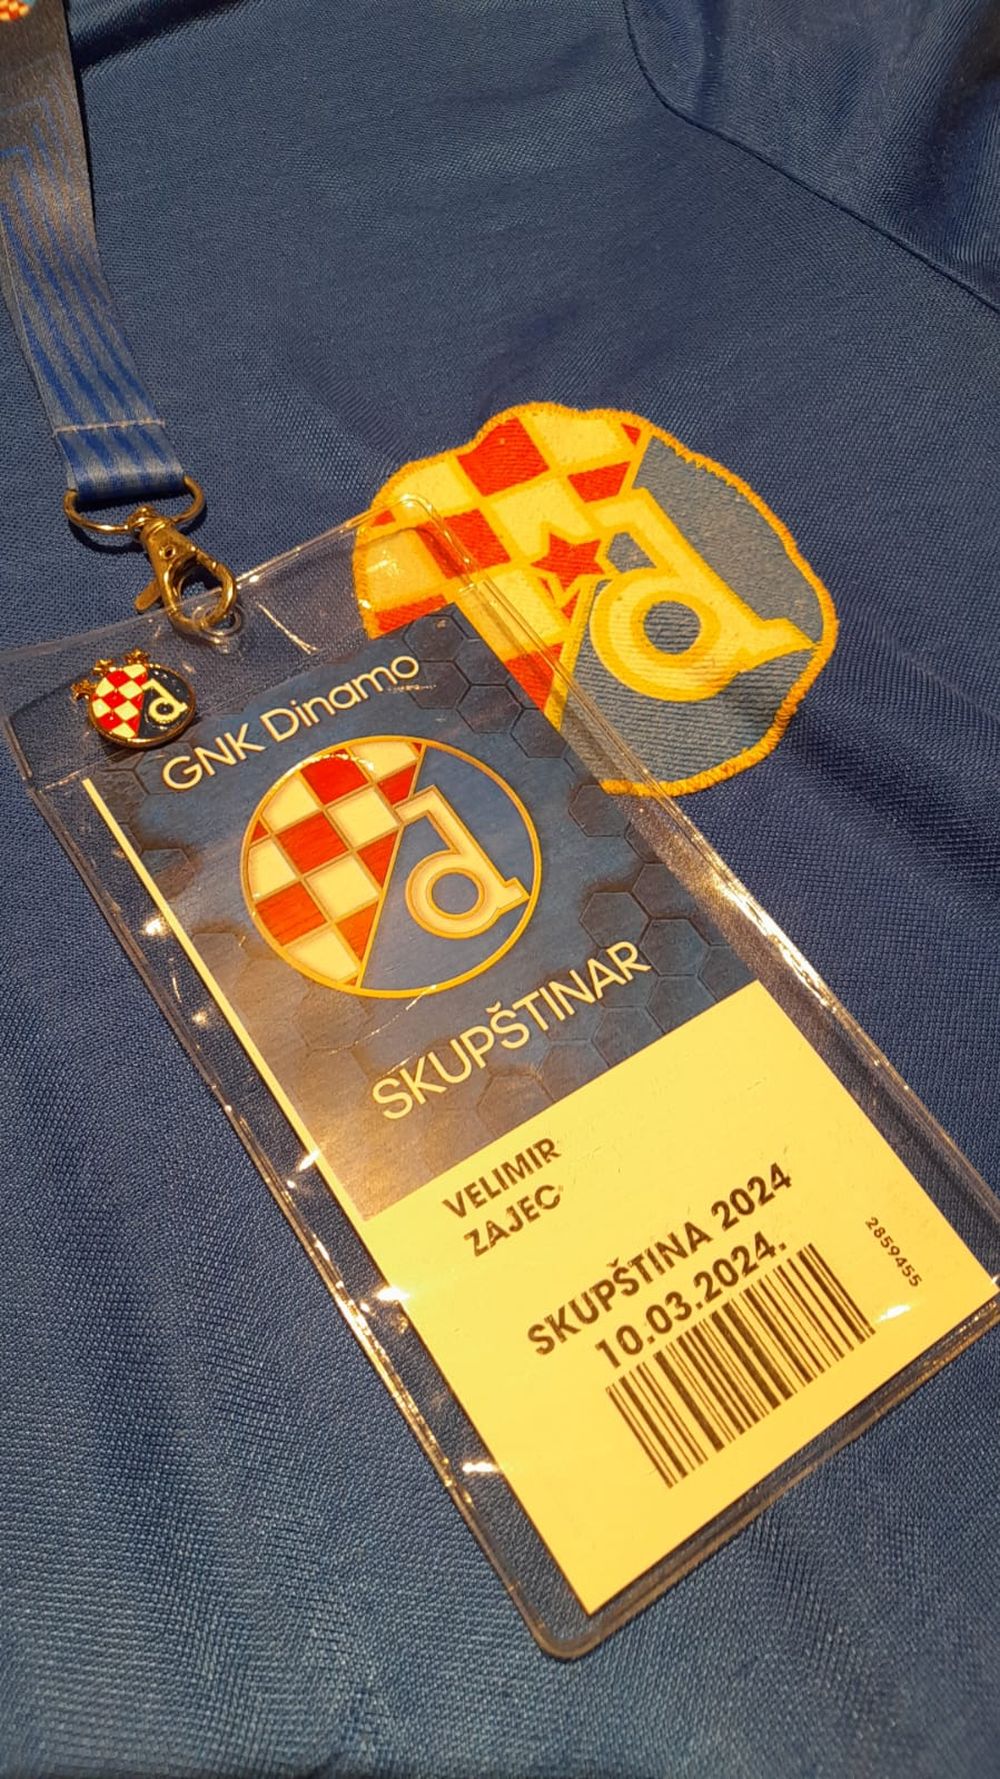 GNK Dinamo
SKUPŠTINAR
VELIMIR
ZAJEC
SKUPŠTINA 2024
10.03.2024.
2859455